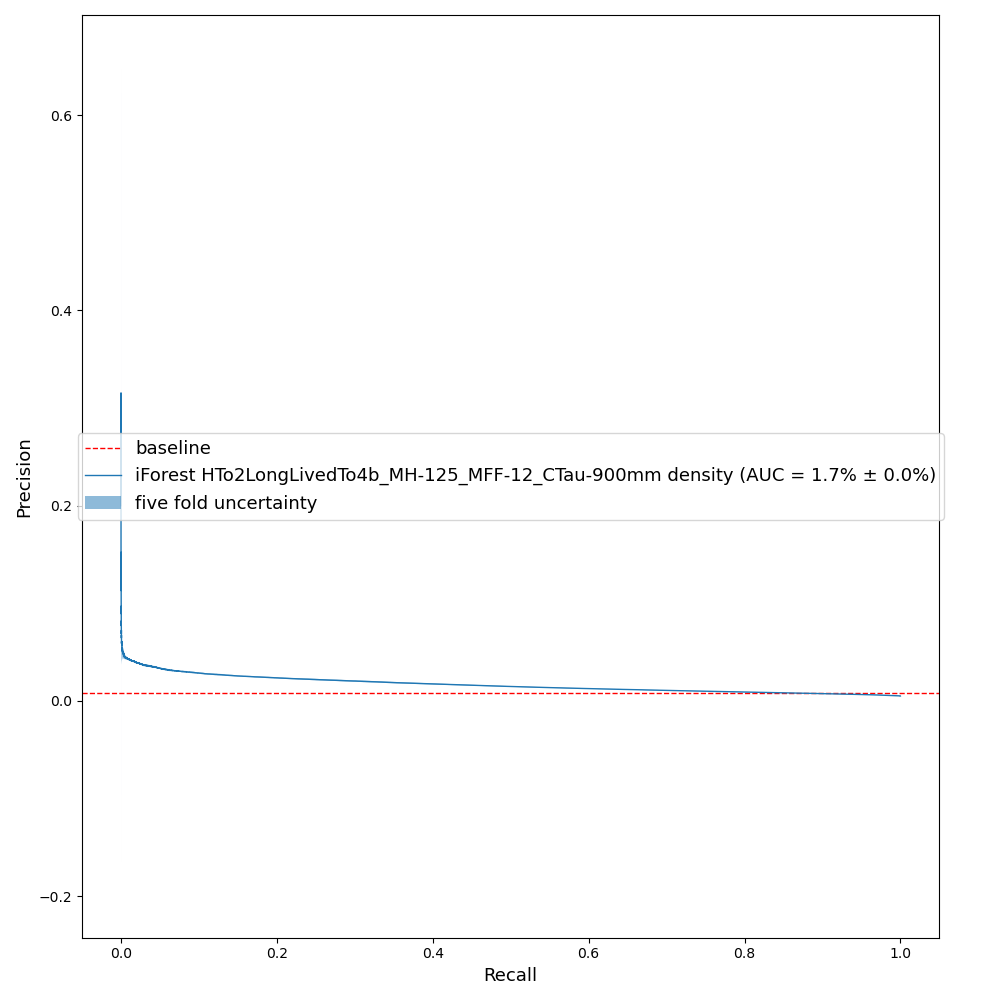 0.6
0.4
0.2
0.0
−0.2
Precision
baseline
iForest HTo2LongLivedTo4b_MH-125_MFF-12_CTau-900mm density (AUC = 1.7% ± 0.0%)
five fold uncertainty
0.0 0.2 0.4 0.6 0.8 1.0
Recall